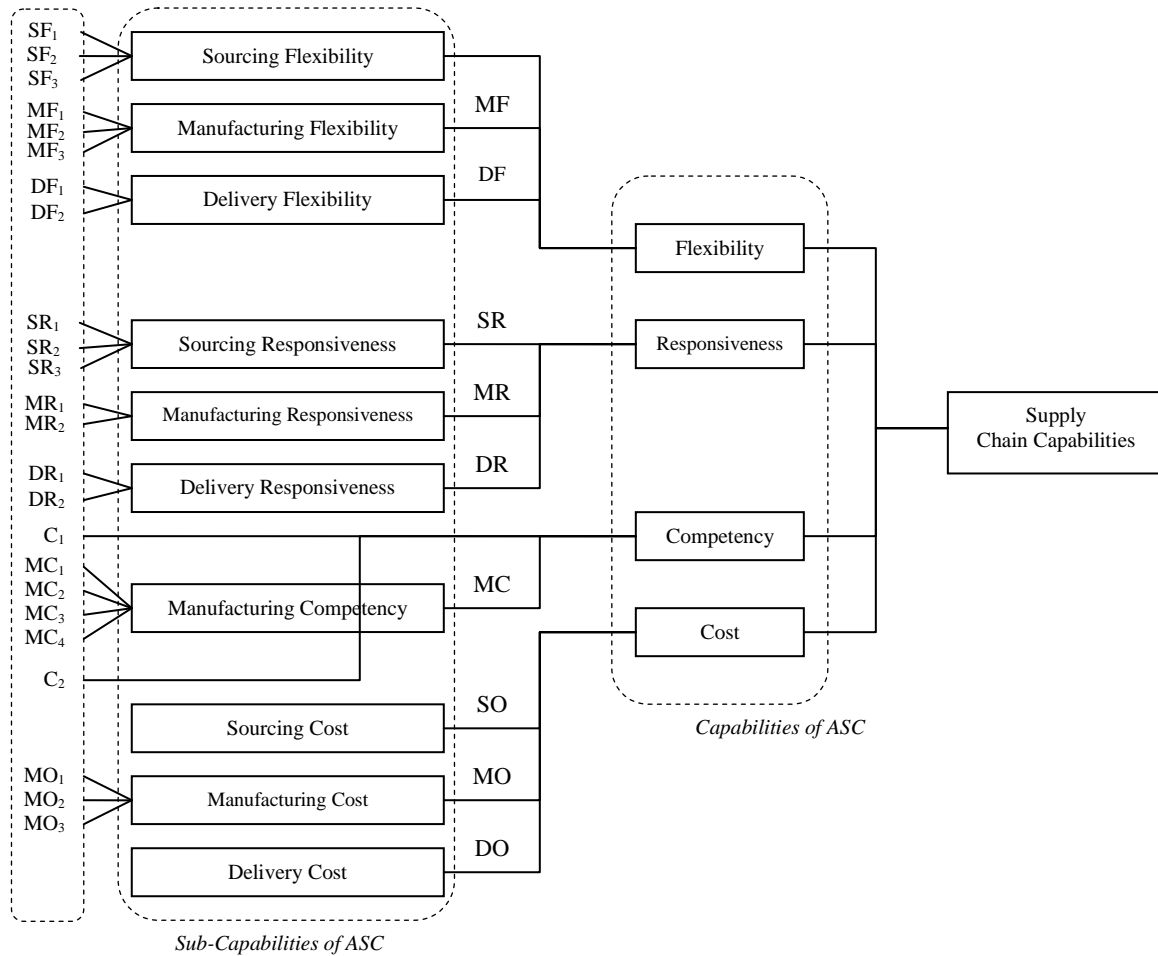 SF₁
SF₂
SF₃
Sourcing Flexibility
MF₁
MF₂
MF₃
Manufacturing Flexibility
MF
DF₁
DF₂
Delivery Flexibility
DF
Flexibility
SR₁
SR₂
SR₃
Sourcing Responsiveness
SR
Responsiveness
MR₁
MR₂
Manufacturing Responsiveness
MR
Supply
Chain Capabilities
DR₁
DR₂
Delivery Responsiveness
DR
C₁
Competency
MC₁
MC₂
MC₃
MC₄
Manufacturing Competency
MC
Cost
C₂
Sourcing Cost
SO
Capabilities of ASC
MO₁
MO₂
MO₃
Manufacturing Cost
MO
Delivery Cost
DO
Sub-Capabilities of ASC